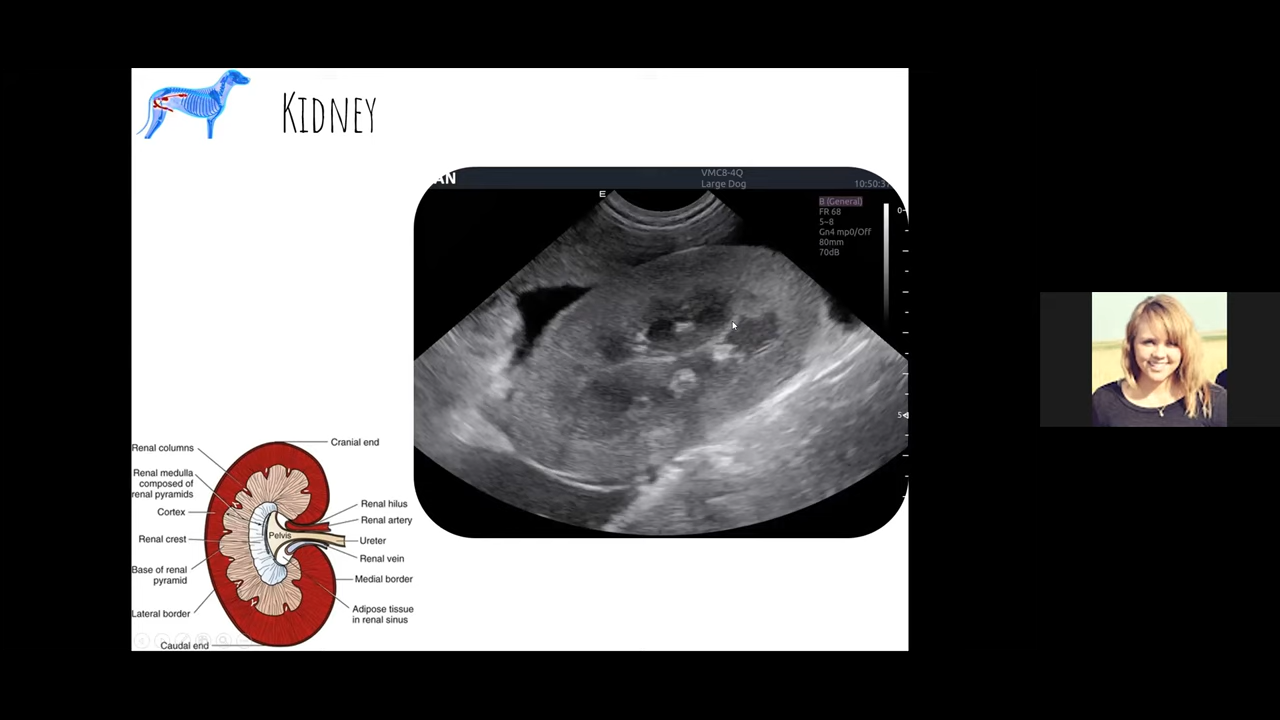 KIDNEY
AN
VMC8-4Q
Large Dog
10:50:3
E
B (General)
FR 68
5~8
Gn4 mp0/Off
80mm
70dB
0
5
Renal columns
Cranial end
Renal medulla
composed of
renal pyramids
Cortex
Renal crest
Base of renal
pyramid
Lateral border
Caudal end
Pelvis
Renal hilus
Renal artery
Ureter
Renal vein
Medial border
Adipose tissue
in renal sinus